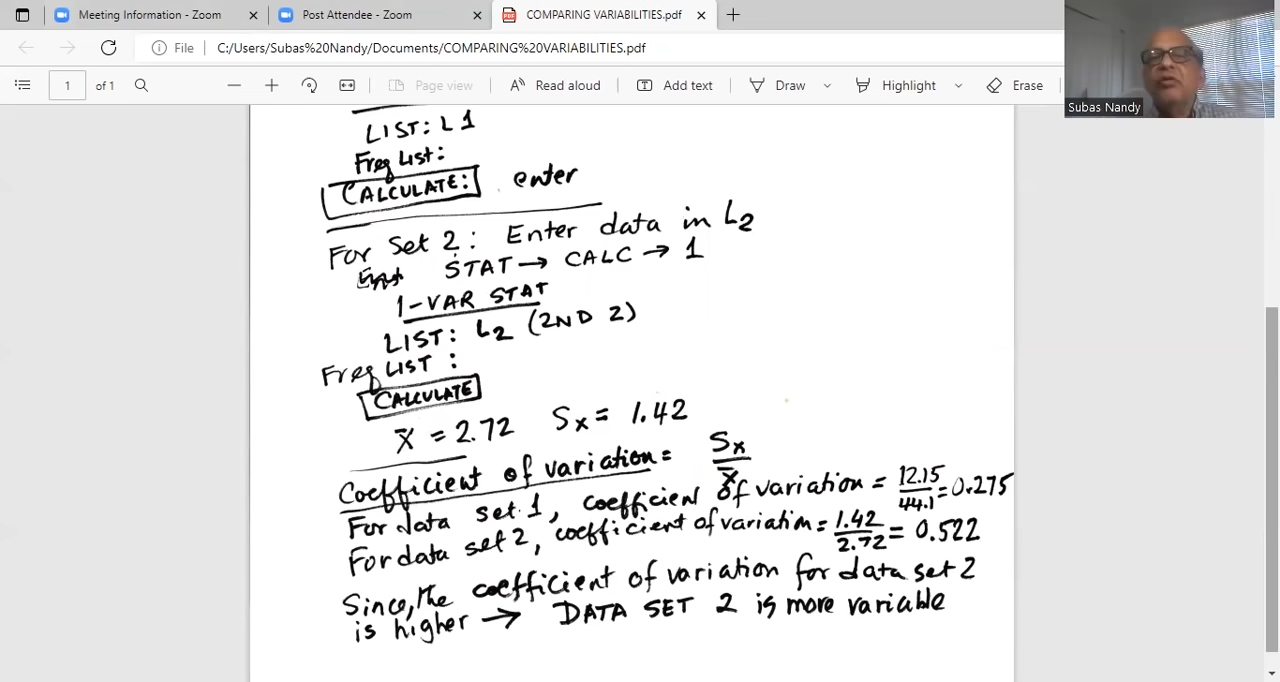 Meeting Information - Zoom
Post Attendee - Zoom
COMPARING VARIABILITIES.pdf
File C:/Users/Subas%20Nandy/Documents/COMPARING%20VARIABILITIES.pdf
1 of 1
Page view
Read aloud
Add text
Draw
Highlight
Erase
Subas Nandy
LIST: L1
Freq List:
CALCULATE: enter
For Set 2: Enter data in L2
STAT → CALC → 1
1-VAR STAT
LIST: L2 (2ND 2)
Freq LIST :
CALCULATE
x̄ = 2.72 Sx = 1.42
Coefficient of variation = Sx/x̄
For data set 1, coefficient of variation = 12.15/44.1 = 0.275
For data set 2, coefficient of variation = 1.42/2.72 = 0.522
Since, the coefficient of variation for data set 2
is higher → DATA SET 2 is more variable